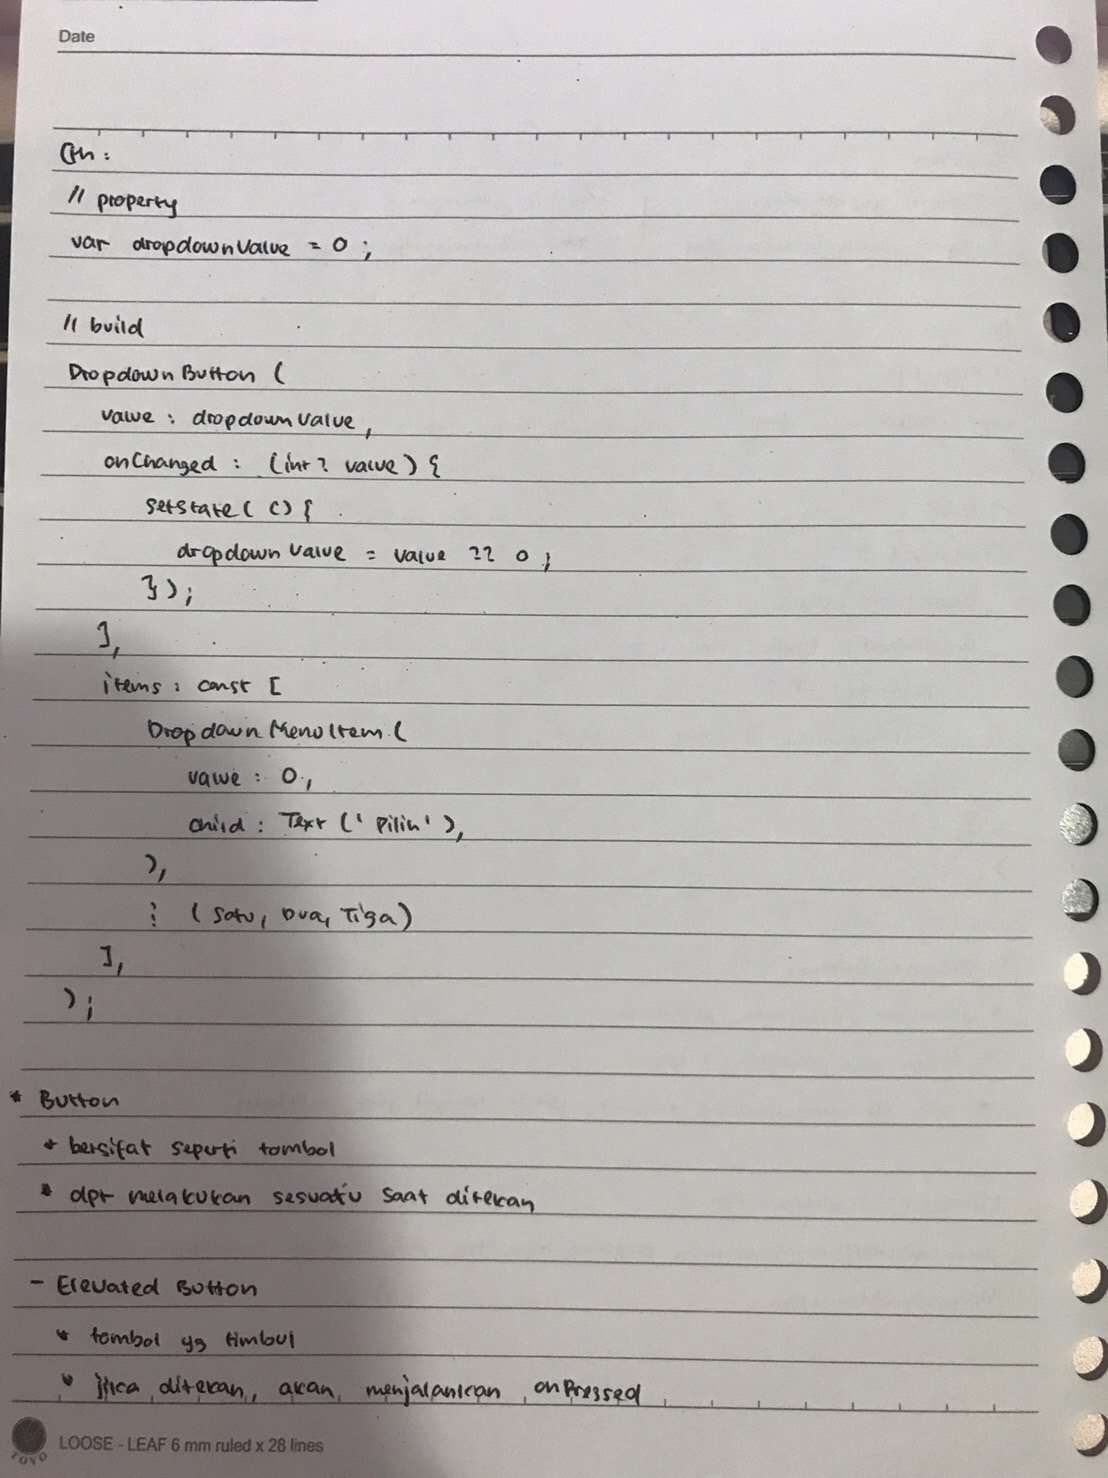 Date
Cth :
// property
var dropdownValue = 0 ;
// build
DropdownButton (
value : dropdownValue,
onChanged : (int? value) {
setState( () {
dropdownValue = value ?? 0 ;
});
},
items : const [
DropdownMenuItem (
value : 0,
child : Text (' Pilih' ),
),
⋮ ( Satu, Dua, Tiga)
],
);
* Button
* bersifat seperti tombol
* dpt melakukan sesuatu saat ditekan
- Elevated Button
* tombol yg timbul
* jika ditekan, akan menjalankan onPressed
TOYO
LOOSE - LEAF 6 mm ruled x 28 lines